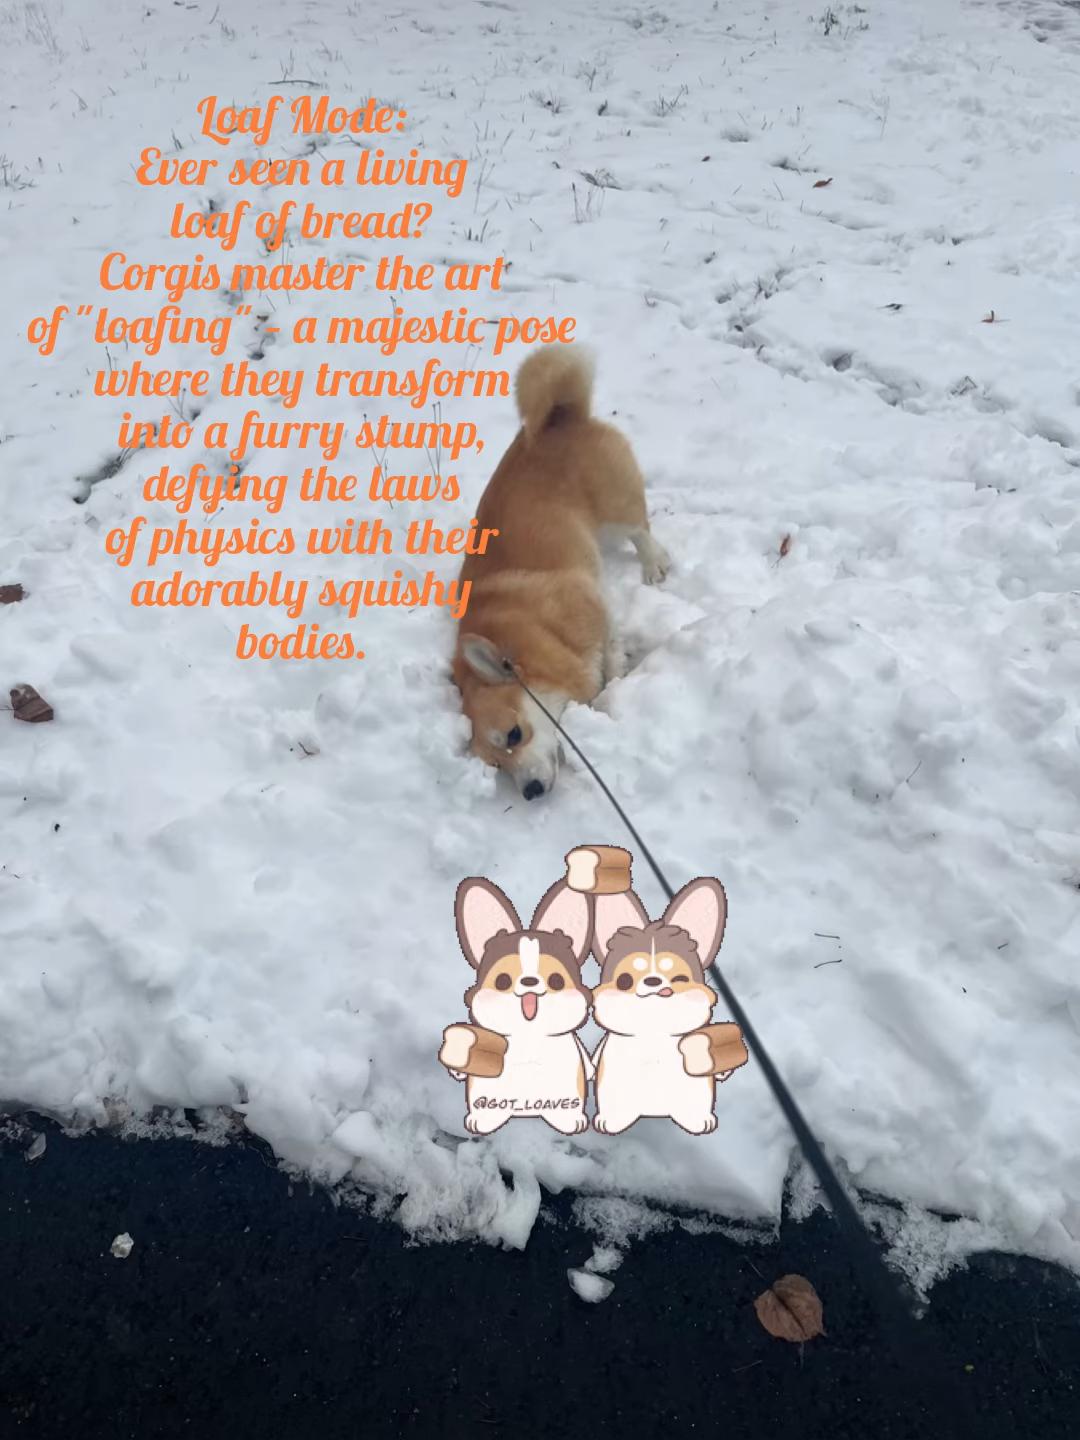 Loaf Mode:
Ever seen a living
loaf of bread?
Corgis master the art
of "loafing" - a majestic pose
where they transform
into a furry stump,
defying the laws
of physics with their
adorably squishy
bodies.
@GOT_LOAVES